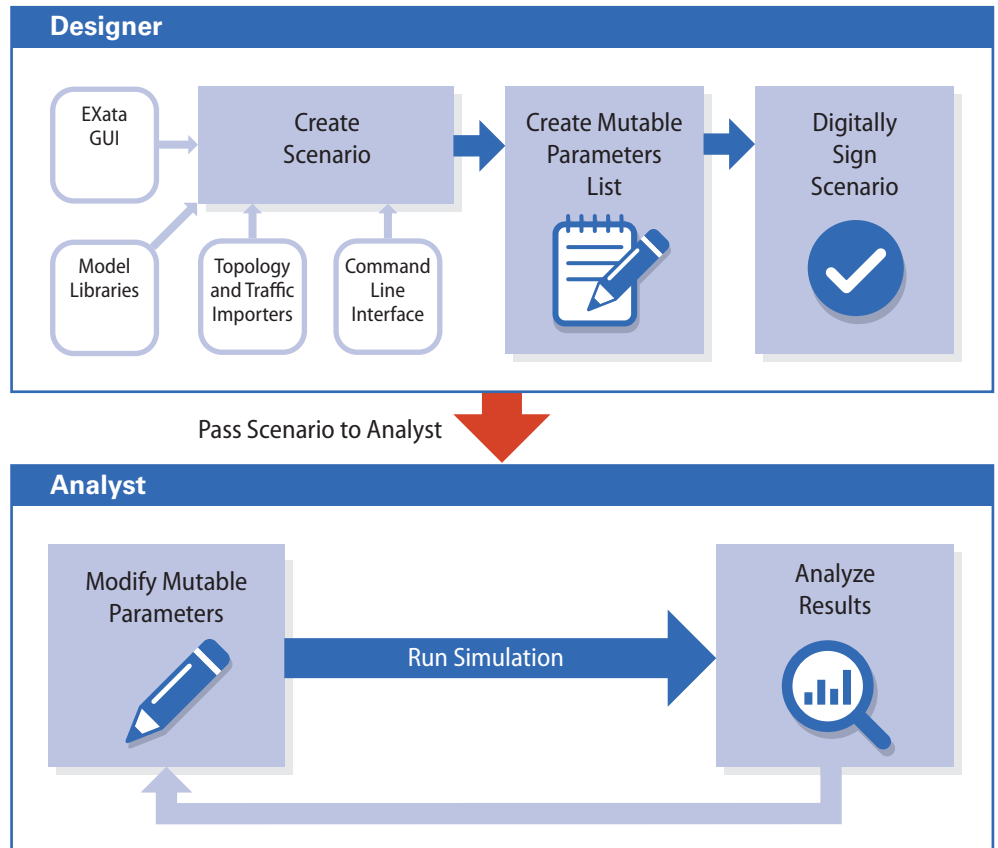 Designer
EXata
GUI
Create
Scenario
Create Mutable
Parameters
List
Digitally
Sign
Scenario
Model
Libraries
Topology
and Traffic
Importers
Command
Line
Interface
Pass Scenario to Analyst
Analyst
Modify Mutable
Parameters
Run Simulation
Analyze
Results